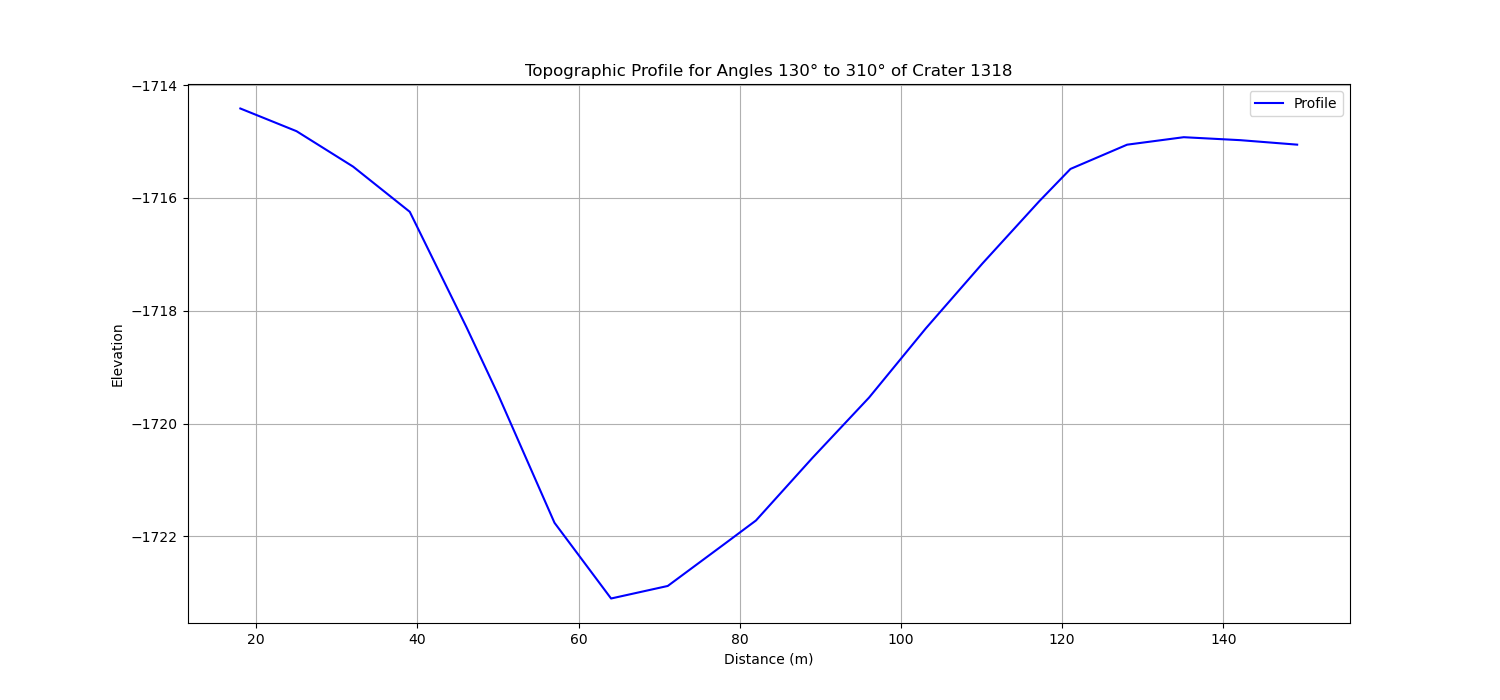 Topographic Profile for Angles 130° to 310° of Crater 1318
Profile
Elevation
−1714
−1716
−1718
−1720
−1722
20 40 60 80 100 120 140
Distance (m)